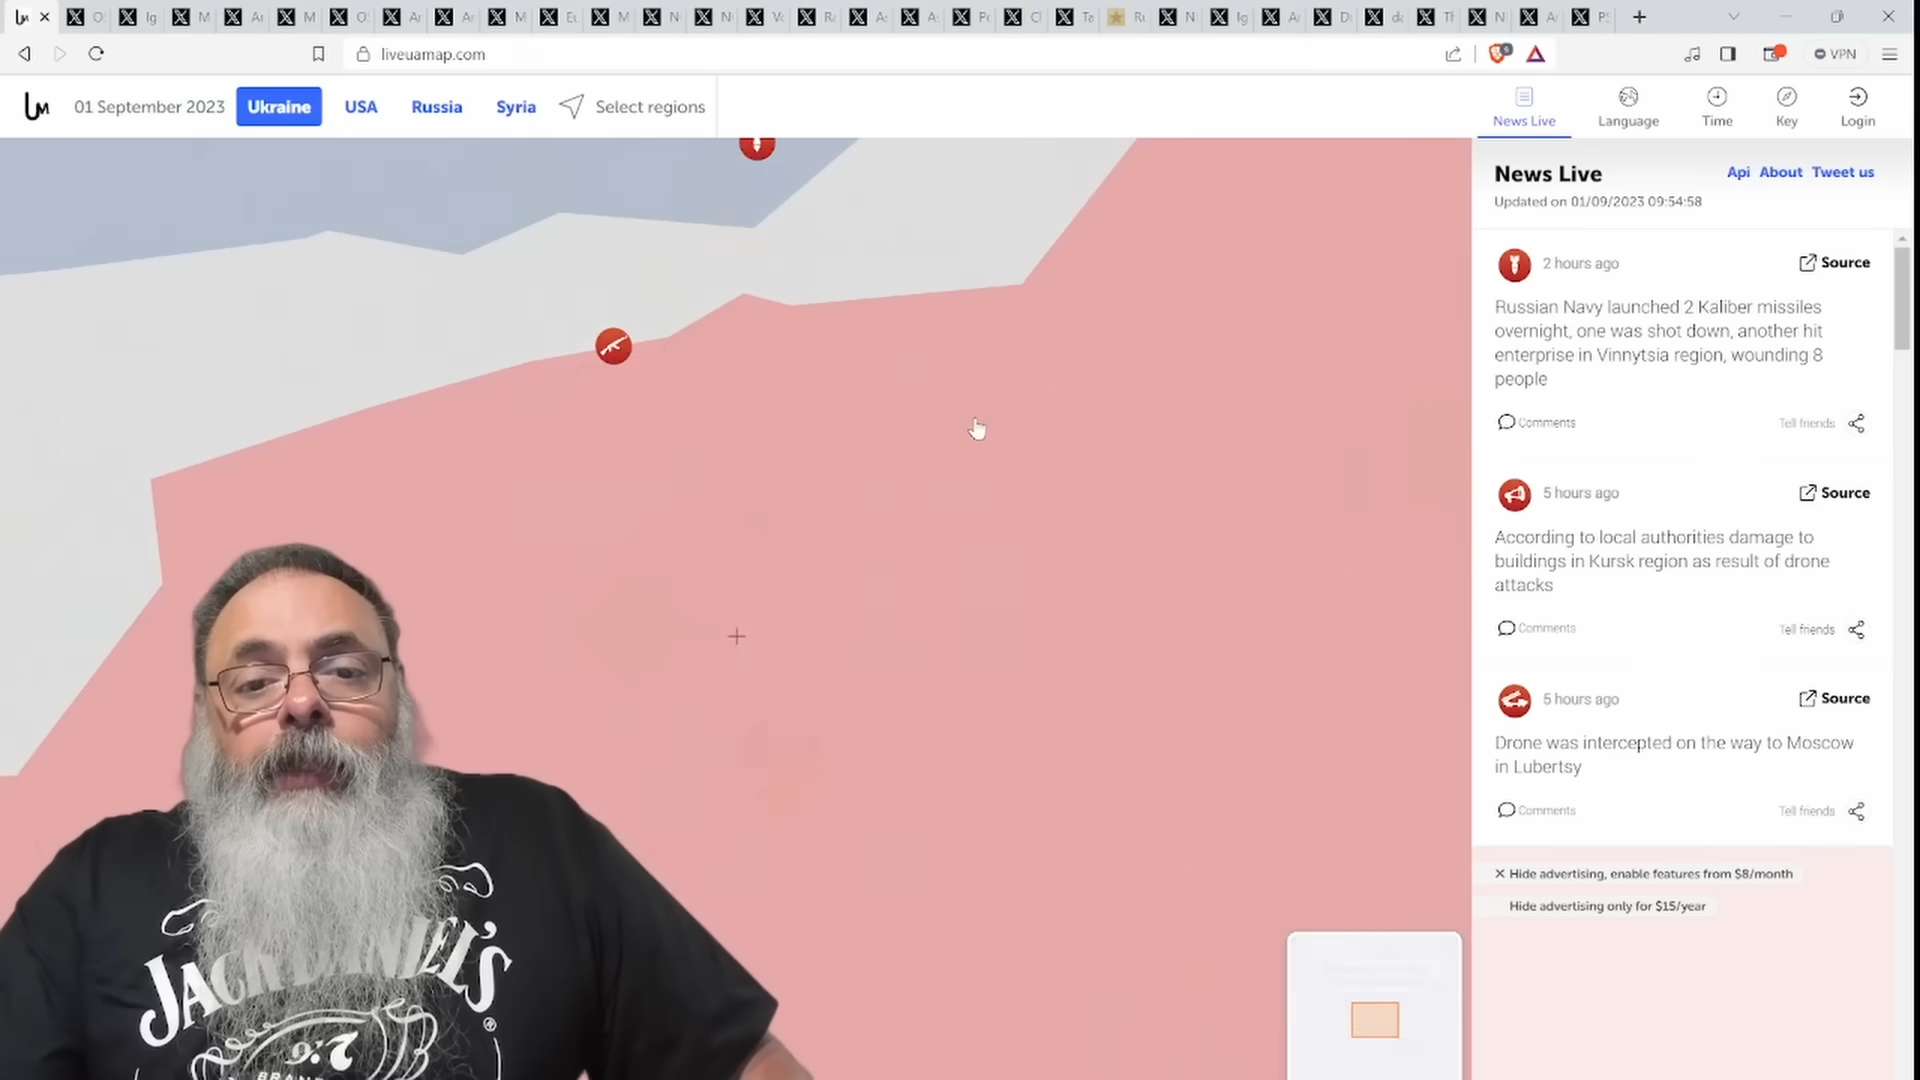 liveuamap.com
VPN
01 September 2023
Ukraine
USA
Russia
Syria
Select regions
News Live
Language
Time
Key
Login
News Live
Api
About
Tweet us
Updated on 01/09/2023 09:54:58
2 hours ago
Source
Russian Navy launched 2 Kaliber missiles
overnight, one was shot down, another hit
enterprise in Vinnytsia region, wounding 8
people
Comments
Tell friends
5 hours ago
Source
According to local authorities damage to
buildings in Kursk region as result of drone
attacks
Comments
Tell friends
5 hours ago
Source
Drone was intercepted on the way to Moscow
in Lubertsy
Comments
Tell friends
Hide advertising, enable features from $8/month
Hide advertising only for $15/year
JACK DANIEL'S
BRAND